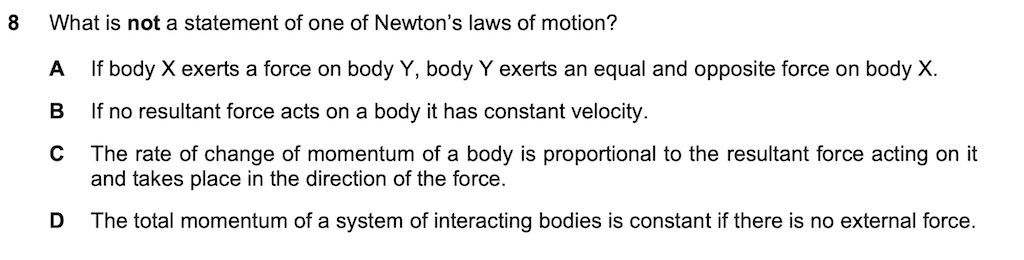 8 What is not a statement of one of Newton's laws of motion?
A If body X exerts a force on body Y, body Y exerts an equal and opposite force on body X.
B If no resultant force acts on a body it has constant velocity.
C The rate of change of momentum of a body is proportional to the resultant force acting on it
and takes place in the direction of the force.
D The total momentum of a system of interacting bodies is constant if there is no external force.